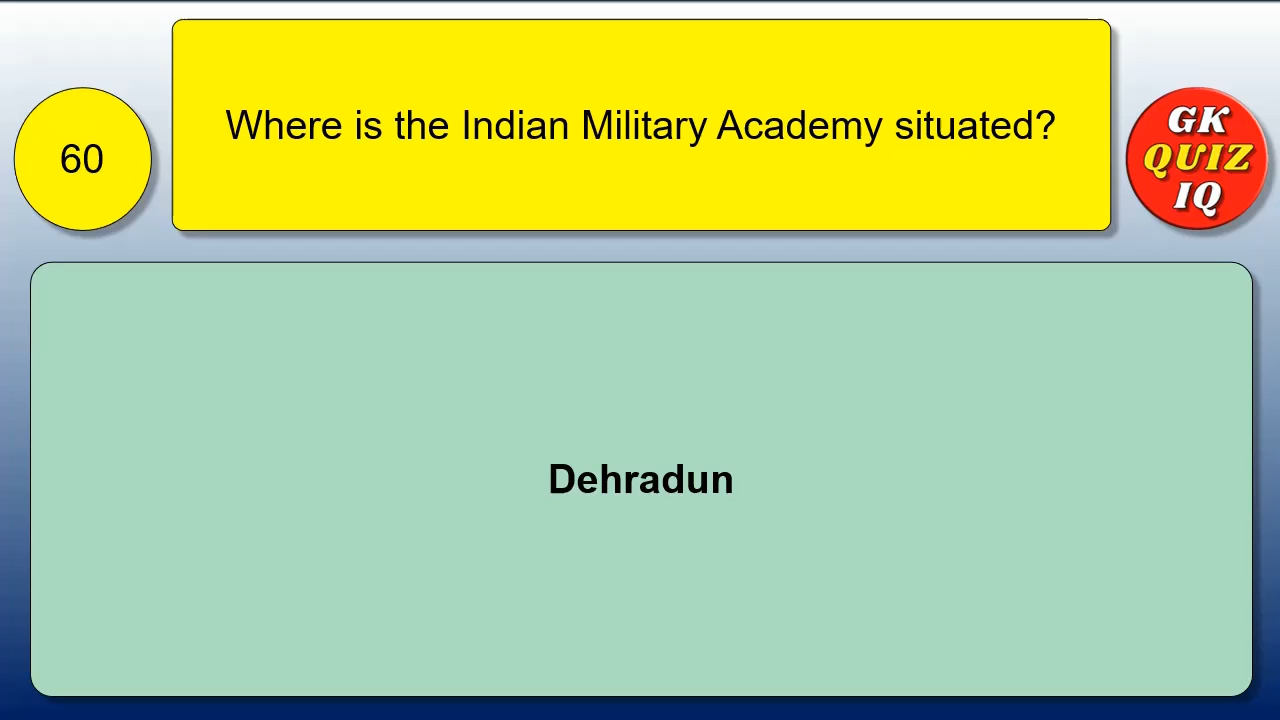 Where is the Indian Military Academy situated?
60
GK
QUIZ
IQ
Dehradun